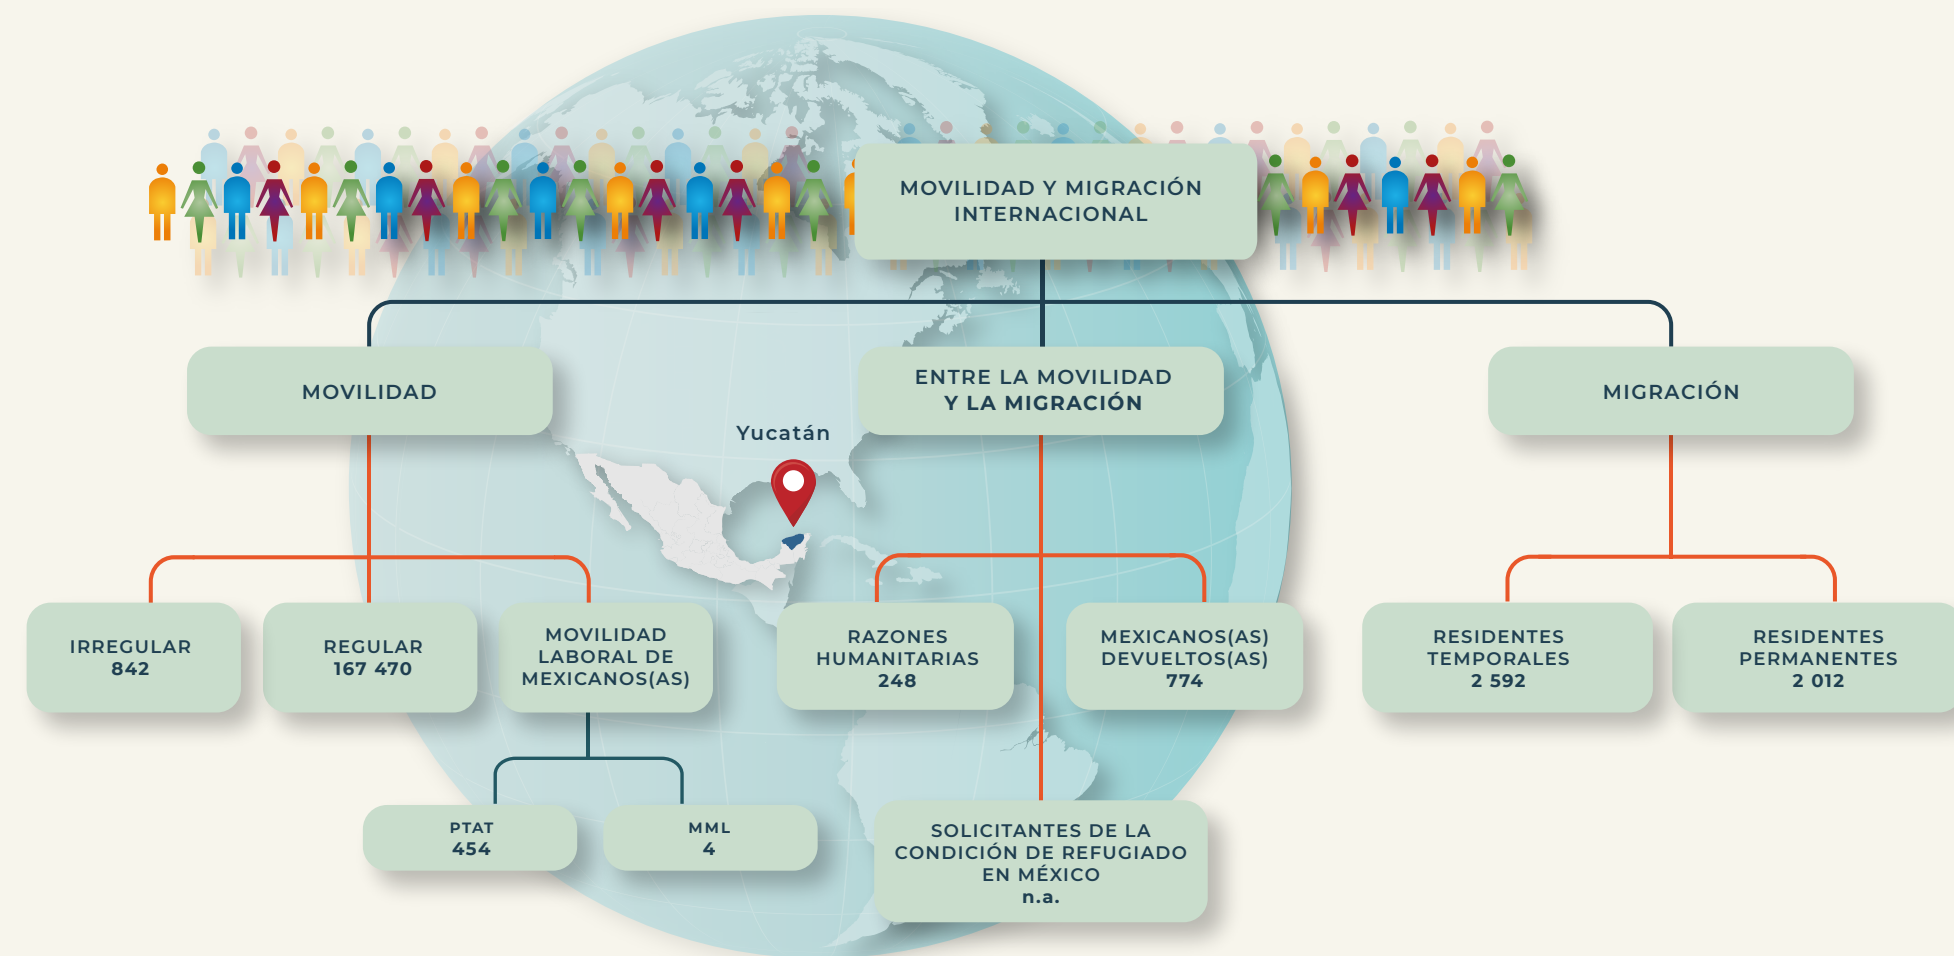 MOVILIDAD Y MIGRACIÓN
INTERNACIONAL
MOVILIDAD
ENTRE LA MOVILIDAD
Y LA MIGRACIÓN
MIGRACIÓN
Yucatán
IRREGULAR
842
REGULAR
167 470
MOVILIDAD
LABORAL DE
MEXICANOS(AS)
RAZONES
HUMANITARIAS
248
MEXICANOS(AS)
DEVUELTOS(AS)
774
RESIDENTES
TEMPORALES
2 592
RESIDENTES
PERMANENTES
2 012
PTAT
454
MML
4
SOLICITANTES DE LA
CONDICIÓN DE REFUGIADO
EN MÉXICO
n.a.